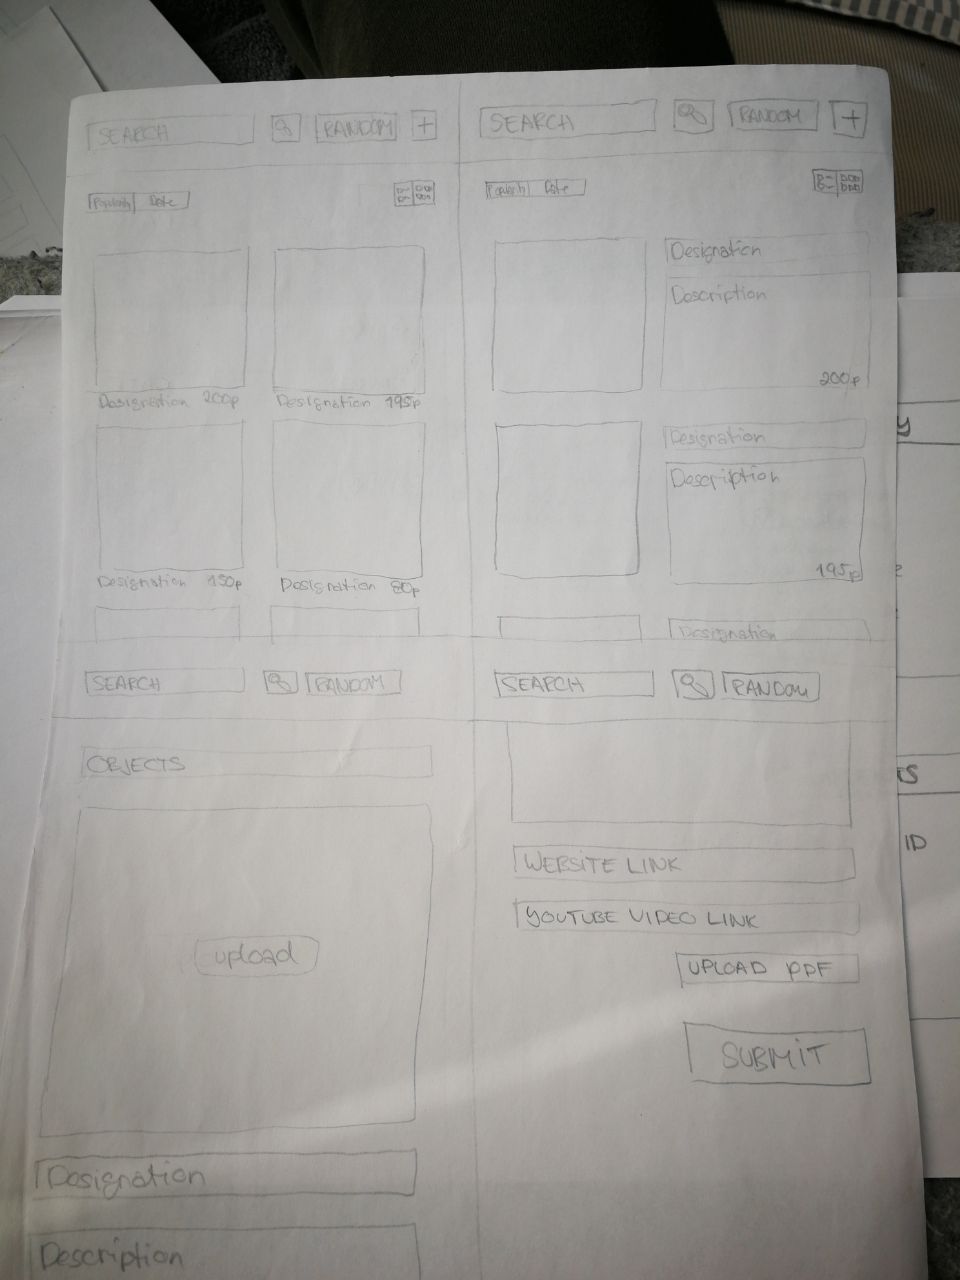 SEARCH RANDOM +
Popularity Date
Designation 200p
Designation 195p
Designation 150p
Designation 80p
SEARCH RANDOM +
Popularity Date
Designation
Description
200p
Designation
Description
195p
Designation
SEARCH RANDOM
OBJECTS
upload
Designation
Description
SEARCH RANDOM
WEBSITE LINK
YOUTUBE VIDEO LINK
UPLOAD PDF
SUBMIT
Y
S
ID